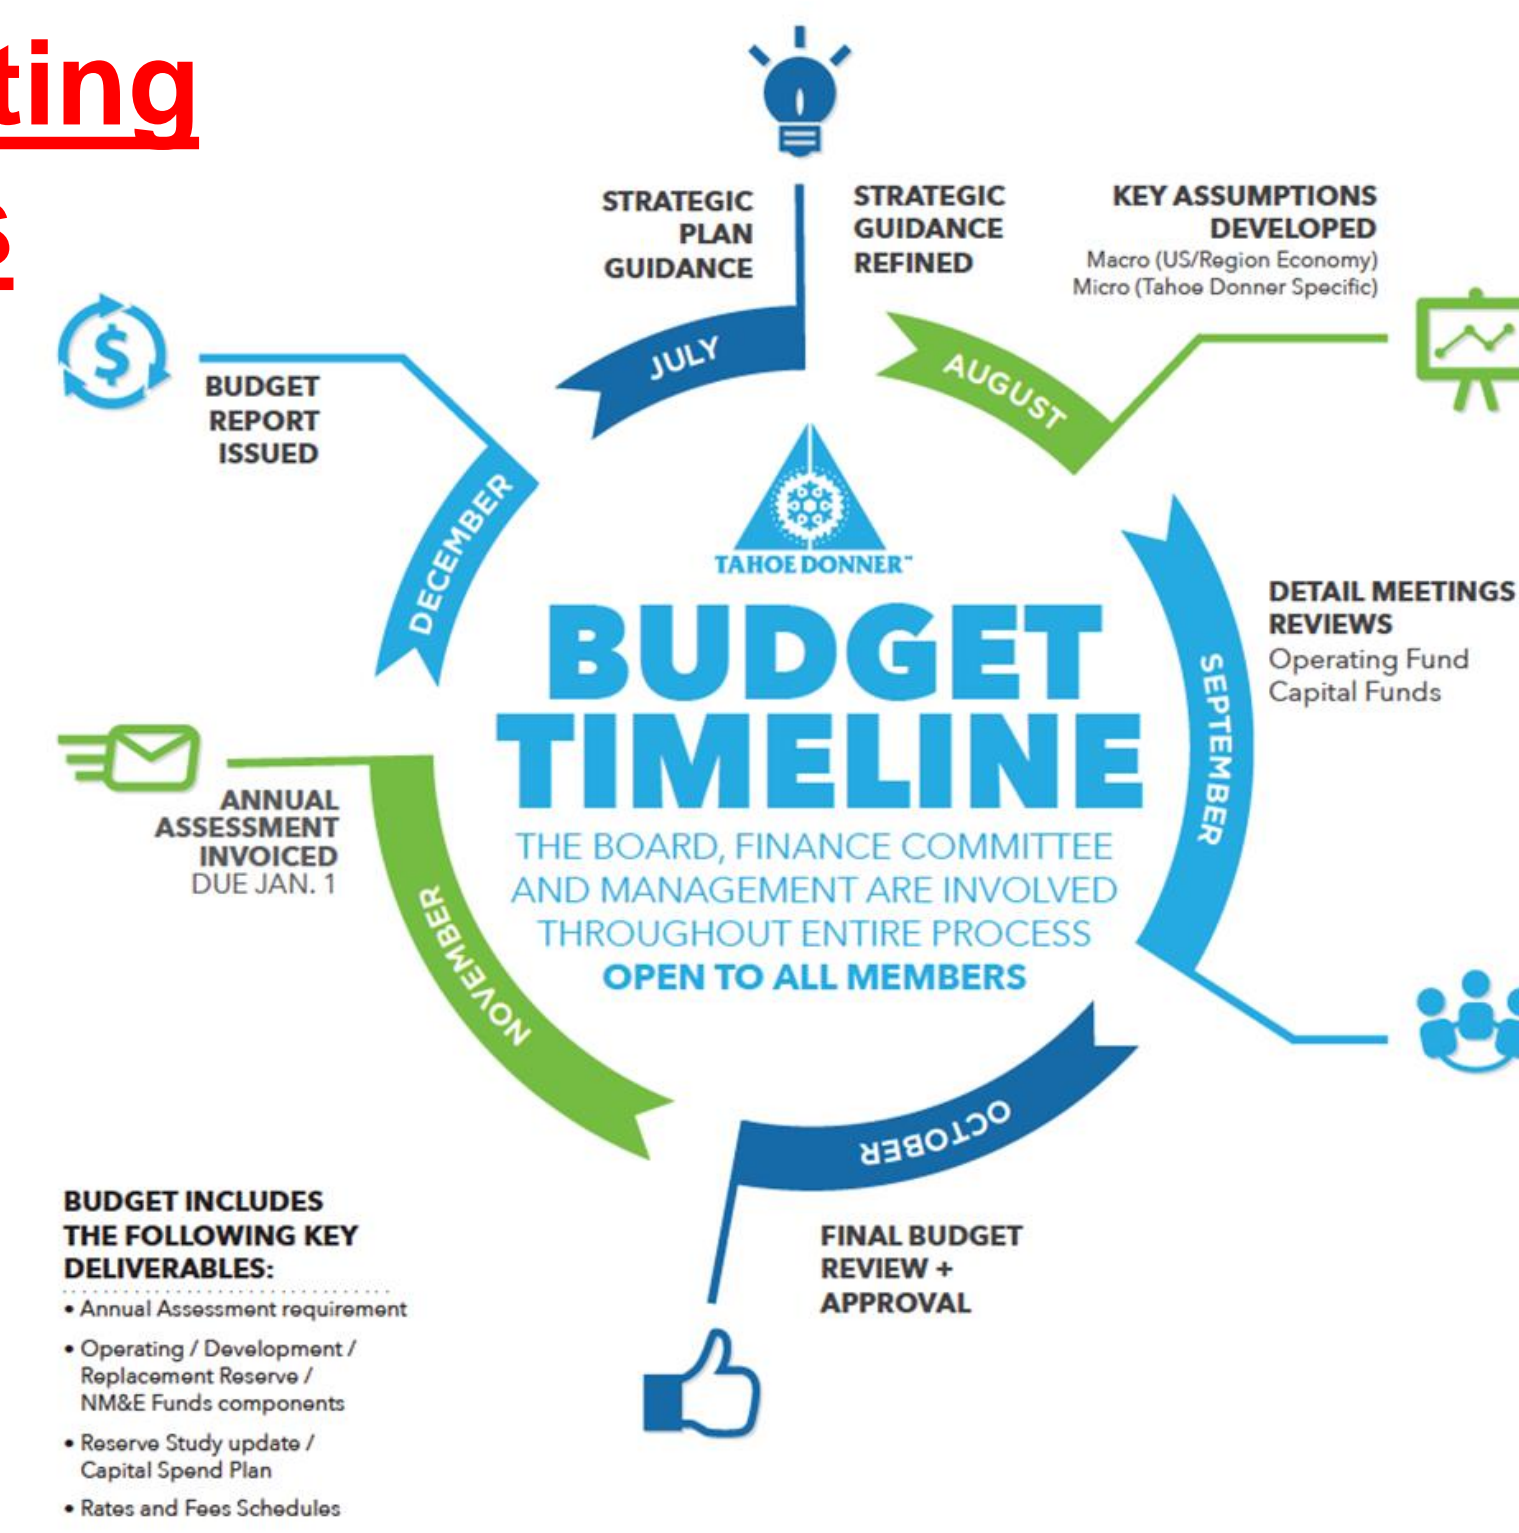 ting
s
STRATEGIC
PLAN
GUIDANCE
STRATEGIC
GUIDANCE
REFINED
KEY ASSUMPTIONS
DEVELOPED
Macro (US/Region Economy)
Micro (Tahoe Donner Specific)
JULY
AUGUST
BUDGET
REPORT
ISSUED
DECEMBER
TAHOE DONNER™
BUDGET
TIMELINE
THE BOARD, FINANCE COMMITTEE
AND MANAGEMENT ARE INVOLVED
THROUGHOUT ENTIRE PROCESS
OPEN TO ALL MEMBERS
SEPTEMBER
DETAIL MEETINGS
REVIEWS
Operating Fund
Capital Funds
ANNUAL
ASSESSMENT
INVOICED
DUE JAN. 1
NOVEMBER
OCTOBER
FINAL BUDGET
REVIEW +
APPROVAL
BUDGET INCLUDES
THE FOLLOWING KEY
DELIVERABLES:
• Annual Assessment requirement
• Operating / Development /
Replacement Reserve /
NM&E Funds components
• Reserve Study update /
Capital Spend Plan
• Rates and Fees Schedules